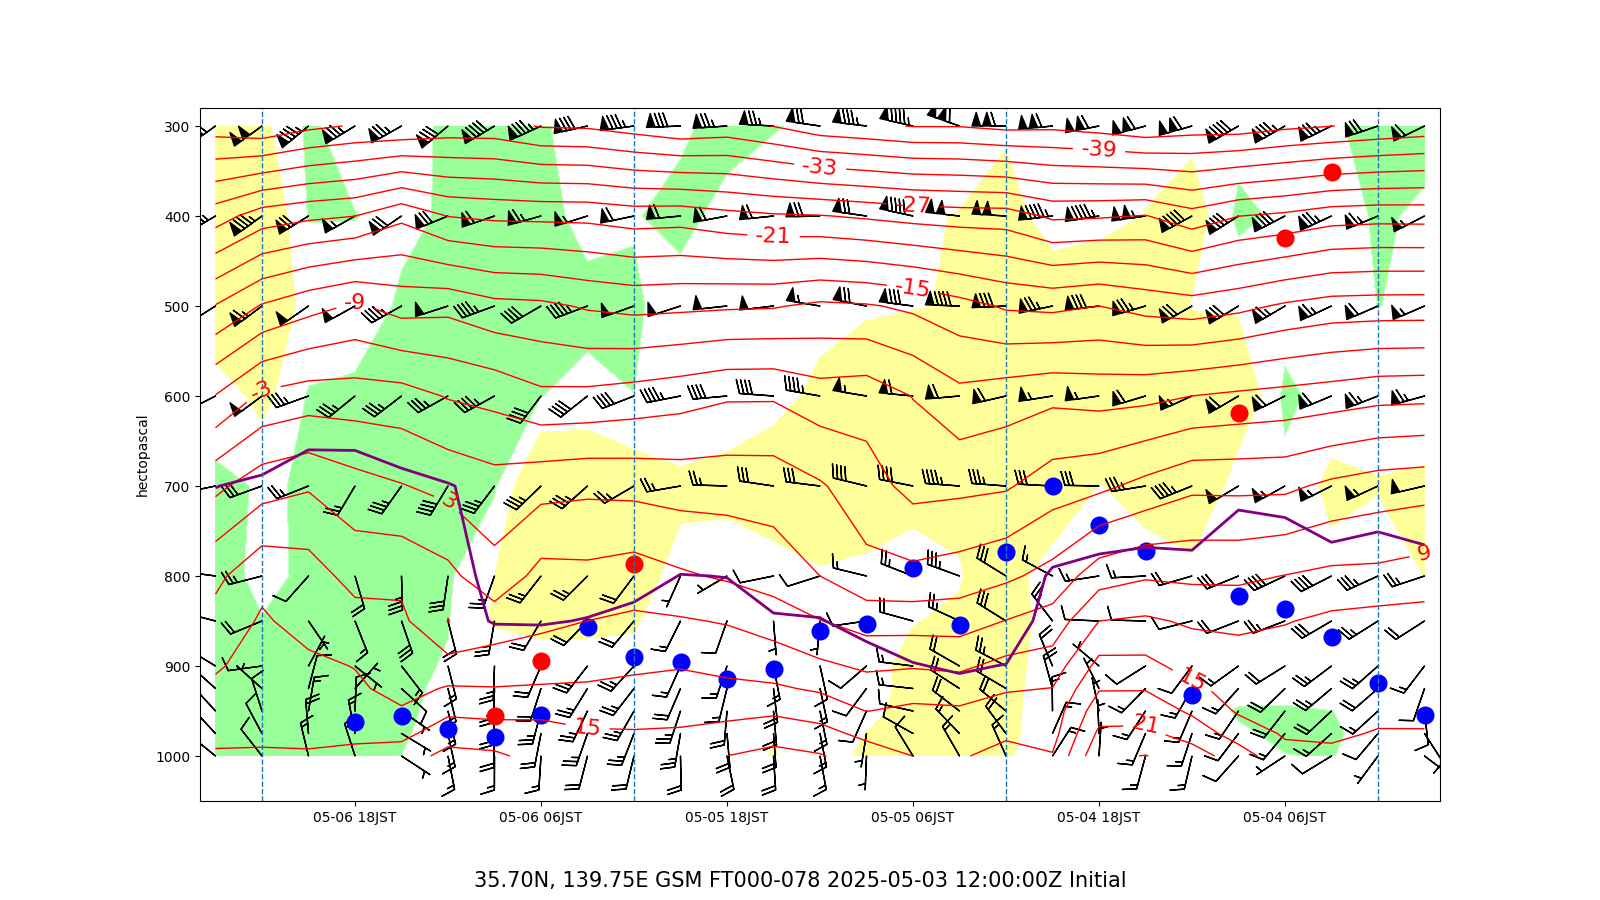 300
400
500
600
700
800
900
1000
hectopascal
-39
-33
-27
-21
-15
-9
-3
3
9
15
15
21
05-06 18JST
05-06 06JST
05-05 18JST
05-05 06JST
05-04 18JST
05-04 06JST
35.70N, 139.75E GSM FT000-078 2025-05-03 12:00:00Z Initial